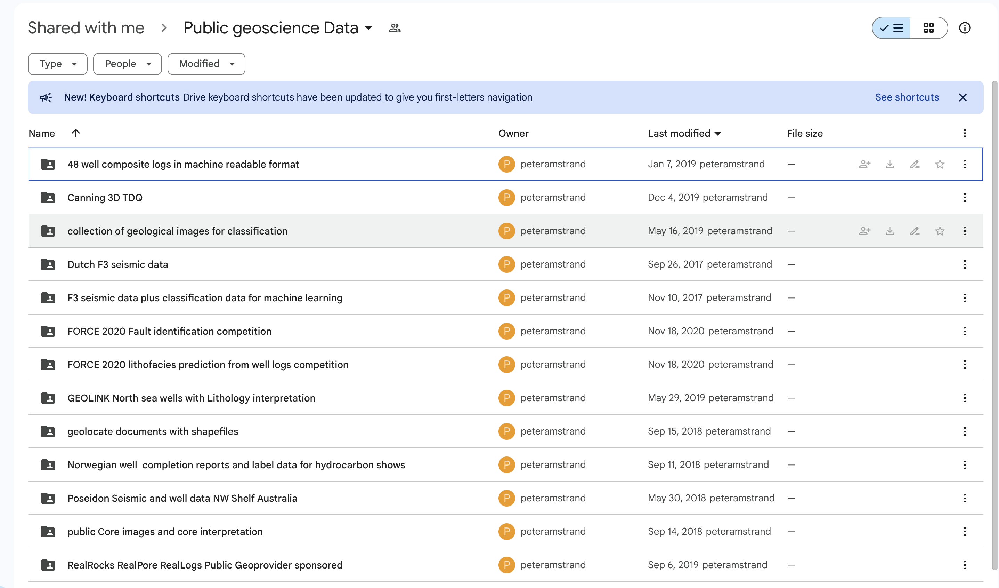 Shared with me > Public geoscience Data
Type People Modified
New! Keyboard shortcuts Drive keyboard shortcuts have been updated to give you first-letters navigation See shortcuts
Name Owner Last modified File size
48 well composite logs in machine readable format P peteramstrand Jan 7, 2019 peteramstrand —
Canning 3D TDQ P peteramstrand Dec 4, 2019 peteramstrand —
collection of geological images for classification P peteramstrand May 16, 2019 peteramstrand —
Dutch F3 seismic data P peteramstrand Sep 26, 2017 peteramstrand —
F3 seismic data plus classification data for machine learning P peteramstrand Nov 10, 2017 peteramstrand —
FORCE 2020 Fault identification competition P peteramstrand Nov 18, 2020 peteramstrand —
FORCE 2020 lithofacies prediction from well logs competition P peteramstrand Nov 18, 2020 peteramstrand —
GEOLINK North sea wells with Lithology interpretation P peteramstrand May 29, 2019 peteramstrand —
geolocate documents with shapefiles P peteramstrand Sep 15, 2018 peteramstrand —
Norwegian well  completion reports and label data for hydrocarbon shows P peteramstrand Sep 11, 2018 peteramstrand —
Poseidon Seismic and well data NW Shelf Australia P peteramstrand May 30, 2018 peteramstrand —
public Core images and core interpretation P peteramstrand Sep 14, 2018 peteramstrand —
RealRocks RealPore RealLogs Public Geoprovider sponsored P peteramstrand Sep 6, 2019 peteramstrand —